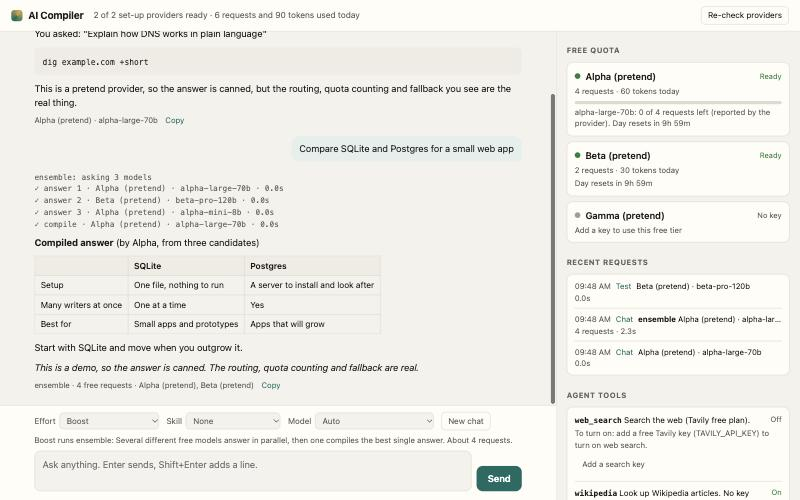 AI Compiler 2 of 2 set-up providers ready · 6 requests and 90 tokens used today Re-check providers
You asked: "Explain how DNS works in plain language"
dig example.com +short
This is a pretend provider, so the answer is canned, but the routing, quota counting and fallback you see are the
real thing.
Alpha (pretend) · alpha-large-70b Copy
Compare SQLite and Postgres for a small web app
ensemble: asking 3 models
✓ answer 1 · Alpha (pretend) · alpha-large-70b · 0.0s
✓ answer 2 · Beta (pretend) · beta-pro-120b · 0.0s
✓ answer 3 · Alpha (pretend) · alpha-mini-8b · 0.0s
✓ compile · Alpha (pretend) · alpha-large-70b · 0.0s
Compiled answer (by Alpha, from three candidates)
SQLite Postgres
Setup One file, nothing to run A server to install and look after
Many writers at once One at a time Yes
Best for Small apps and prototypes Apps that will grow
Start with SQLite and move when you outgrow it.
This is a demo, so the answer is canned. The routing, quota counting and fallback are real.
ensemble · 4 free requests · Alpha (pretend), Beta (pretend) Copy
Effort Boost Skill None Model Auto New chat
Boost runs ensemble: Several different free models answer in parallel, then one compiles the best single answer. About 4 requests.
Ask anything. Enter sends, Shift+Enter adds a line.
Send
FREE QUOTA
Alpha (pretend) Ready
4 requests · 60 tokens today
alpha-large-70b: 0 of 4 requests left (reported by the
provider). Day resets in 9h 59m
Beta (pretend) Ready
2 requests · 30 tokens today
Day resets in 9h 59m
Gamma (pretend) No key
Add a key to use this free tier
RECENT REQUESTS
09:48 AM Test Beta (pretend) · beta-pro-120b
0.0s
09:48 AM Chat ensemble Alpha (pretend) · alpha-lar...
4 requests · 2.3s
09:48 AM Chat Alpha (pretend) · alpha-large-70b
0.0s
AGENT TOOLS
web_search Search the web (Tavily free plan). Off
To turn on: add a free Tavily key (TAVILY_API_KEY) to
turn on web search.
Add a search key
wikipedia Look up Wikipedia articles. No key On